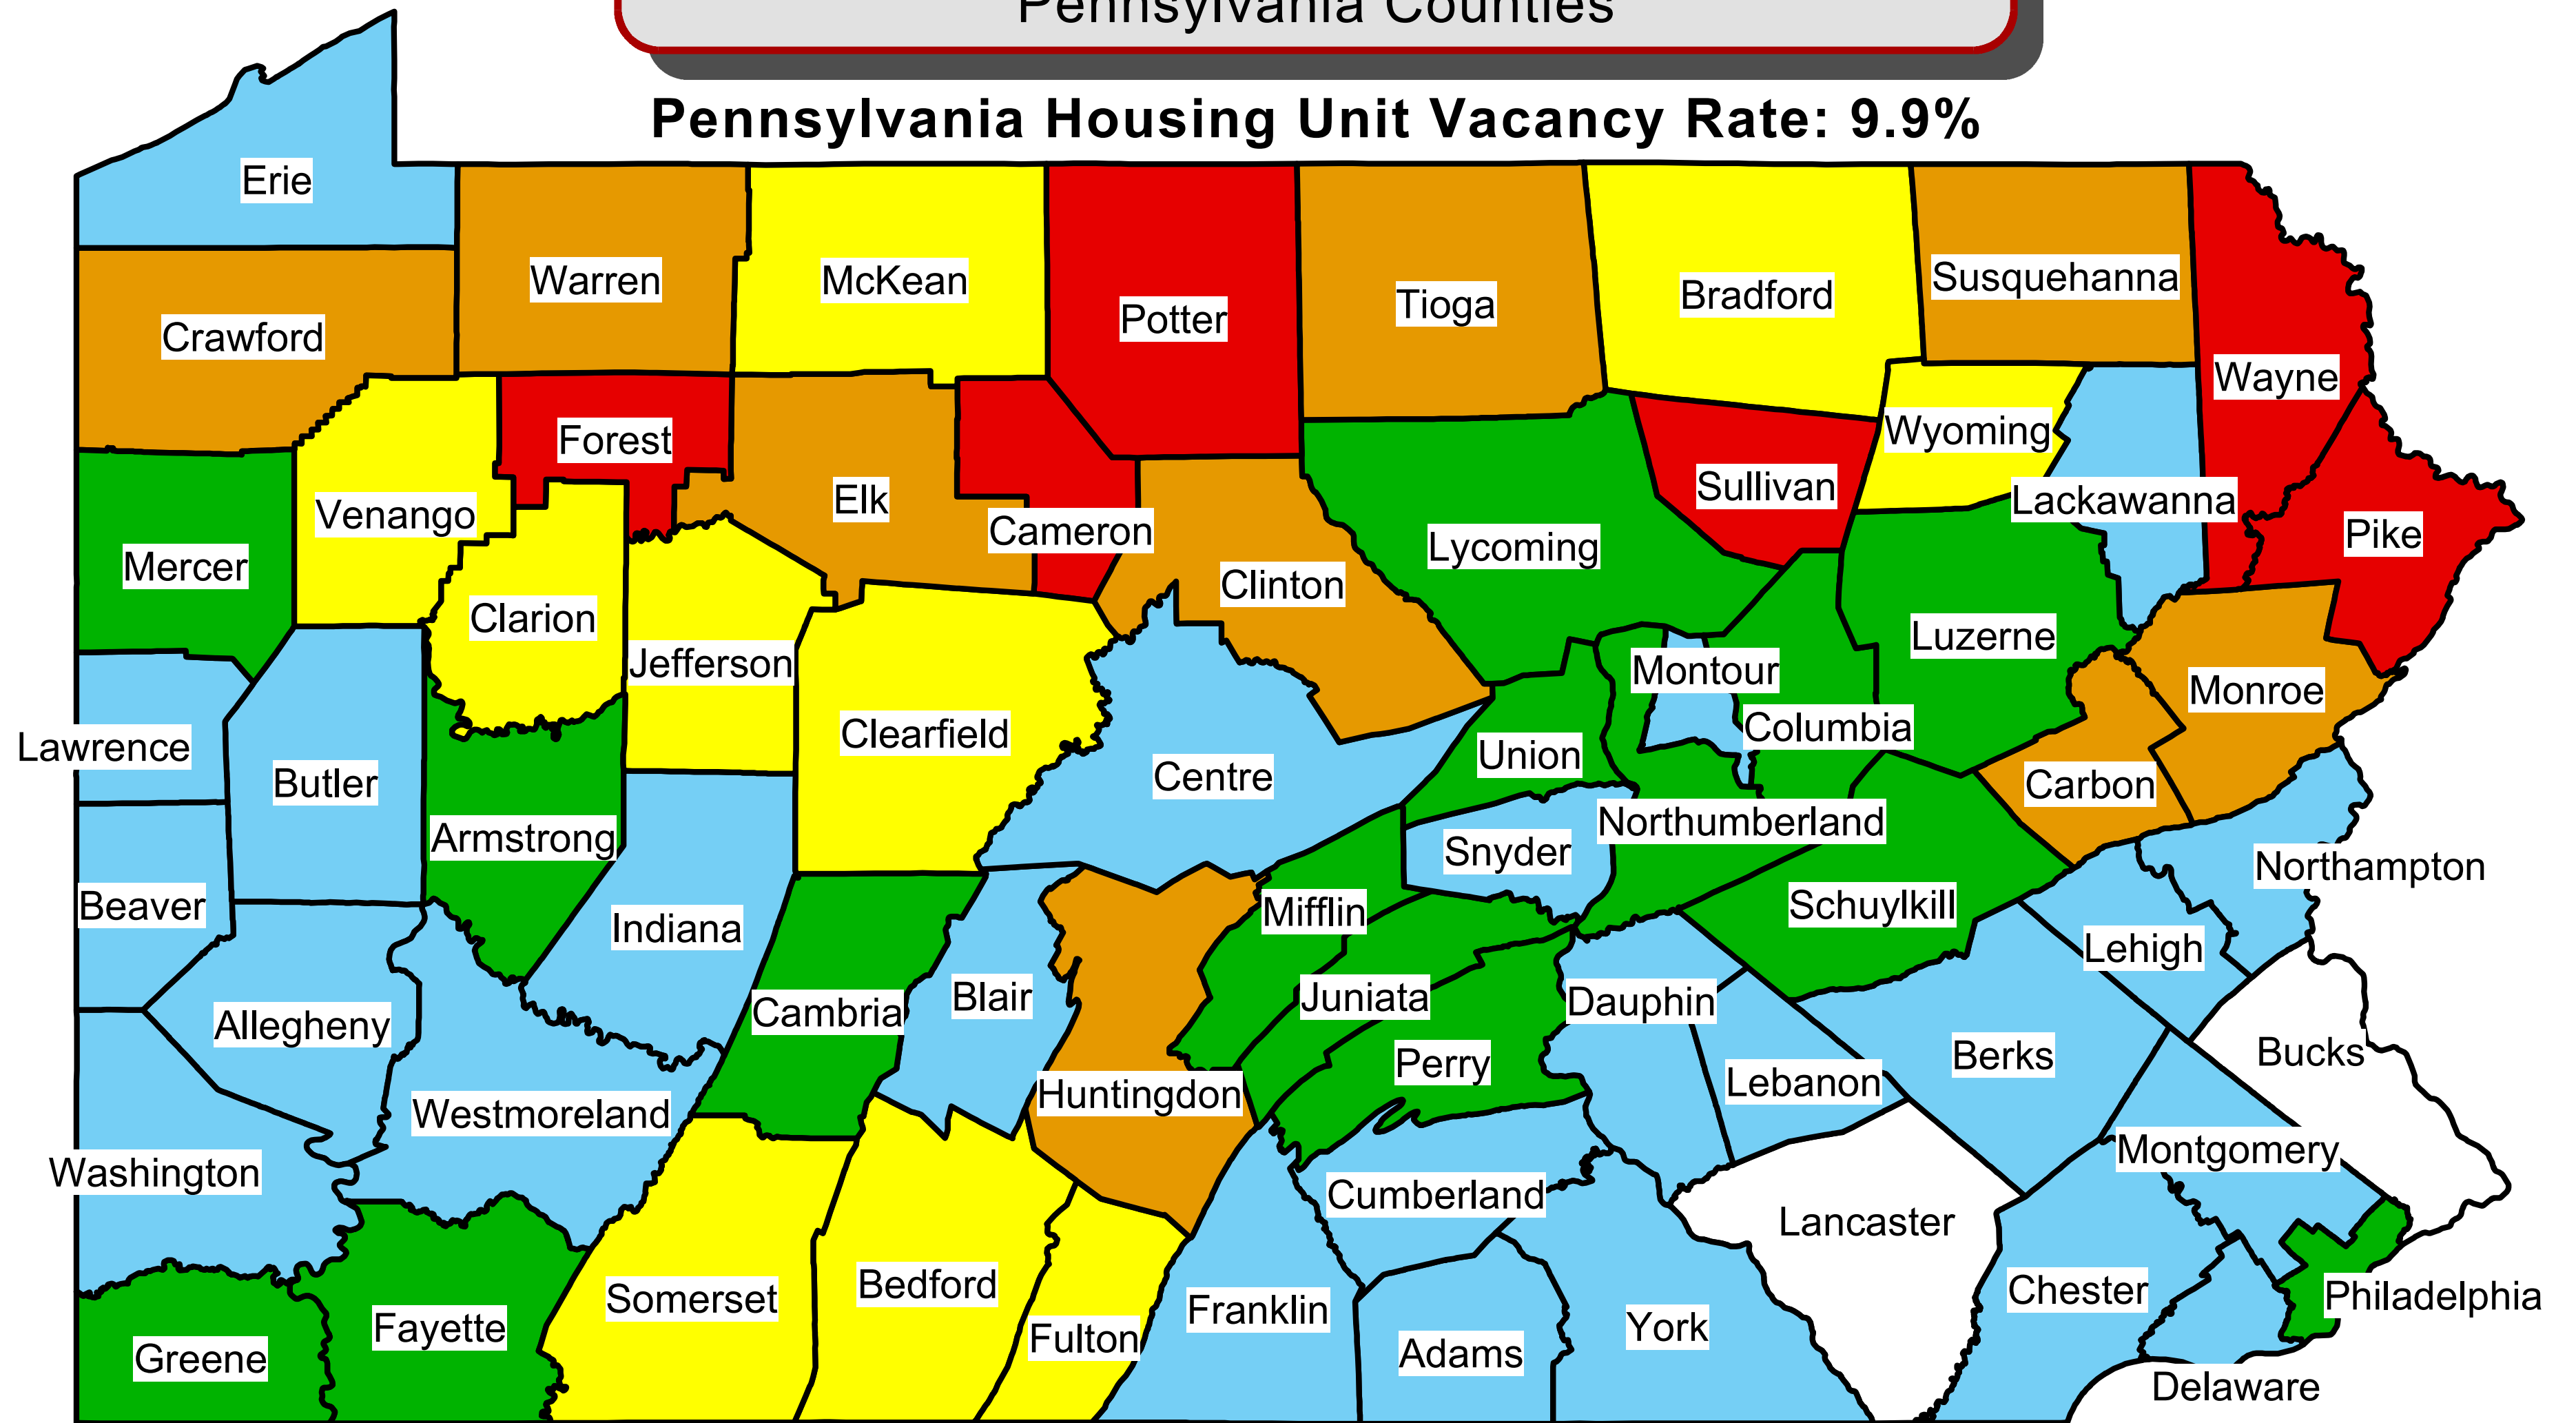 Pennsylvania Counties
Pennsylvania Housing Unit Vacancy Rate: 9.9%
Erie
Warren
McKean
Potter
Tioga
Bradford
Susquehanna
Crawford
Wayne
Forest
Wyoming
Venango
Elk
Sullivan
Lackawanna
Cameron
Pike
Mercer
Lycoming
Clinton
Clarion
Luzerne
Jefferson
Montour
Monroe
Lawrence
Clearfield
Columbia
Butler
Centre
Union
Carbon
Armstrong
Northumberland
Snyder
Northampton
Beaver
Indiana
Mifflin
Schuylkill
Lehigh
Allegheny
Cambria
Blair
Juniata
Dauphin
Berks
Bucks
Perry
Huntingdon
Lebanon
Westmoreland
Washington
Montgomery
Cumberland
Lancaster
Somerset
Bedford
Franklin
Chester
Philadelphia
Greene
Fayette
Fulton
Adams
York
Delaware